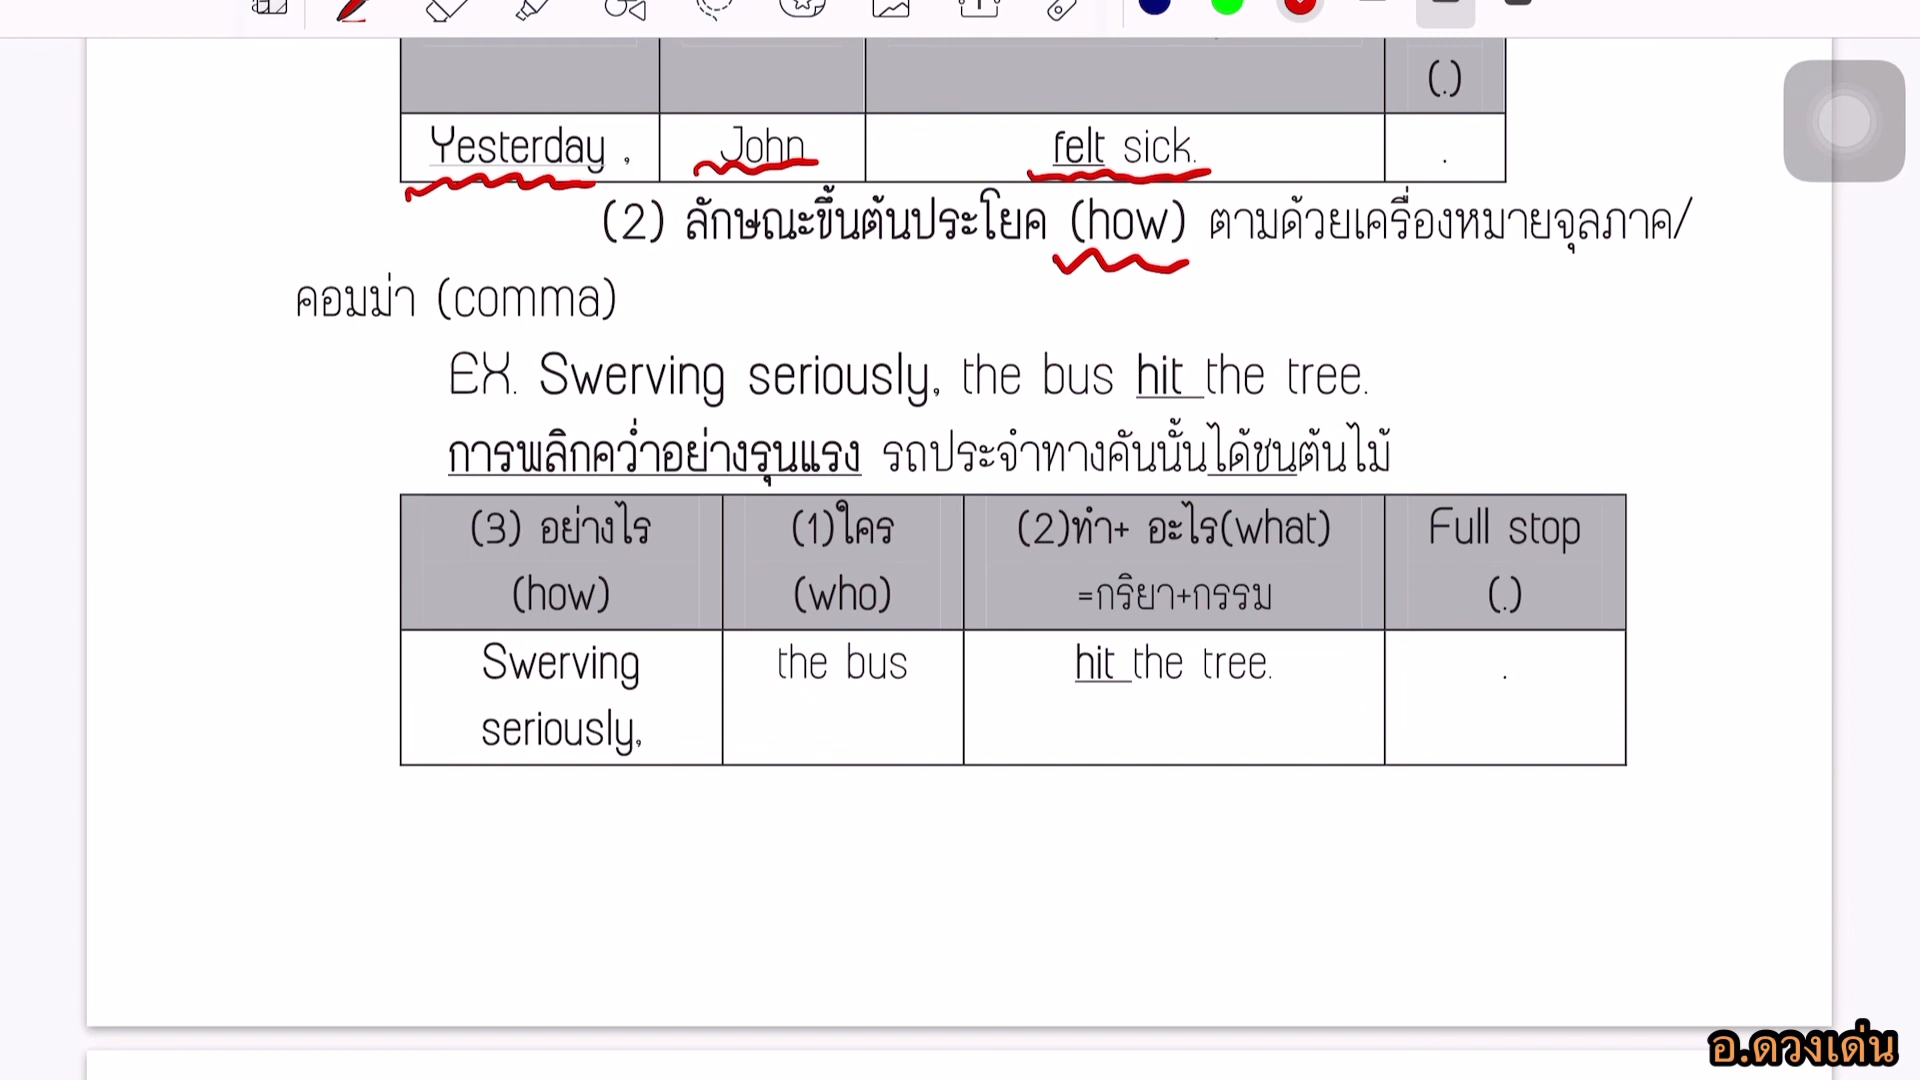 (.)
Yesterday , John felt sick. .
(2) ลักษณะขึ้นต้นประโยค (how) ตามด้วยเครื่องหมายจุลภาค/
คอมม่า (comma)
EX. Swerving seriously, the bus hit the tree.
การพลิกคว่ำอย่างรุนแรง รถประจำทางคันนั้นได้ชนต้นไม้
(3) อย่างไร (1)ใคร (2)ทำ+ อะไร(what) Full stop
(how) (who) =กริยา+กรรม (.)
Swerving the bus hit the tree. .
seriously,
อ.ดวงเด่น